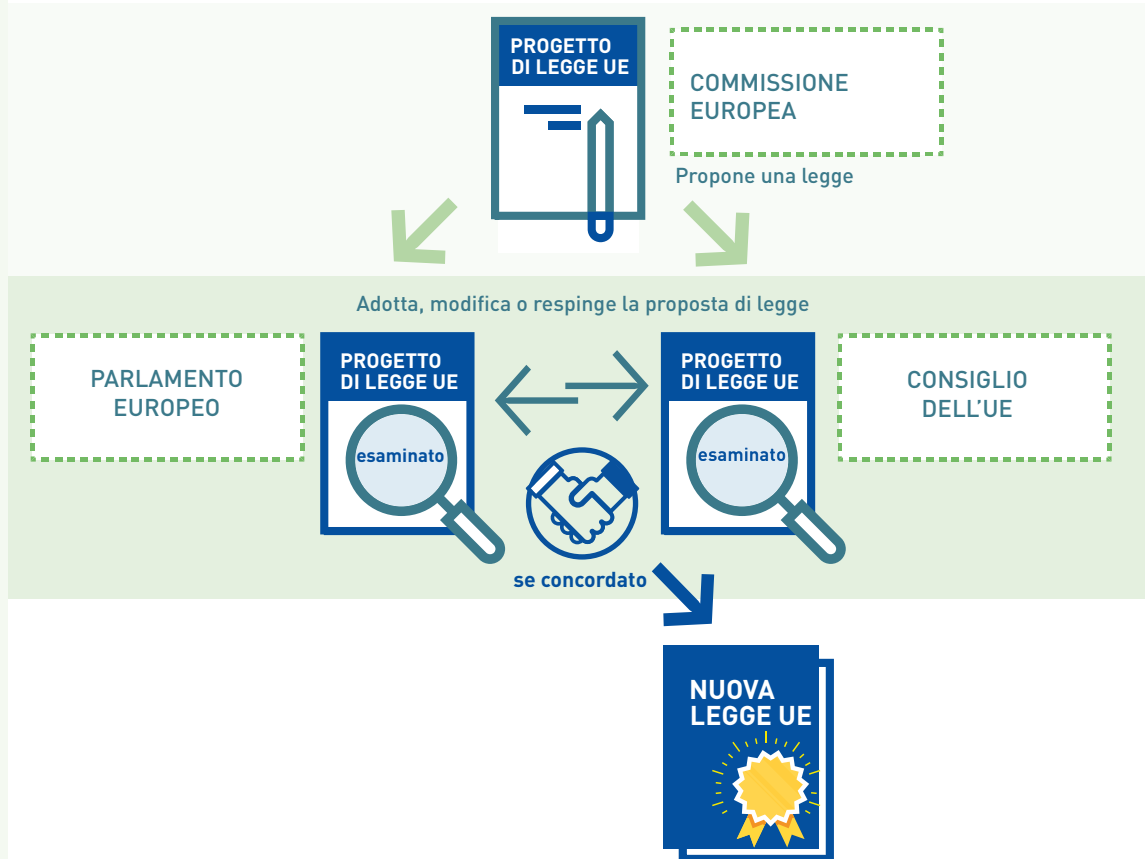 PROGETTO
DI LEGGE UE
COMMISSIONE
EUROPEA
Propone una legge
Adotta, modifica o respinge la proposta di legge
PARLAMENTO
EUROPEO
PROGETTO
DI LEGGE UE
esaminato
PROGETTO
DI LEGGE UE
esaminato
CONSIGLIO
DELL'UE
se concordato
NUOVA
LEGGE UE